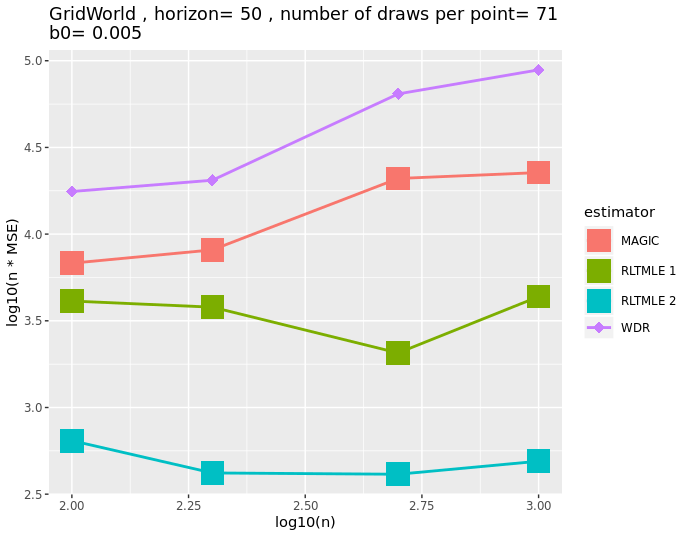 GridWorld , horizon= 50 , number of draws per point= 71
b0= 0.005
5.0
4.5
4.0
3.5
3.0
2.5
log10(n * MSE)
2.00
2.25
2.50
2.75
3.00
log10(n)
estimator
MAGIC
RLTMLE 1
RLTMLE 2
WDR